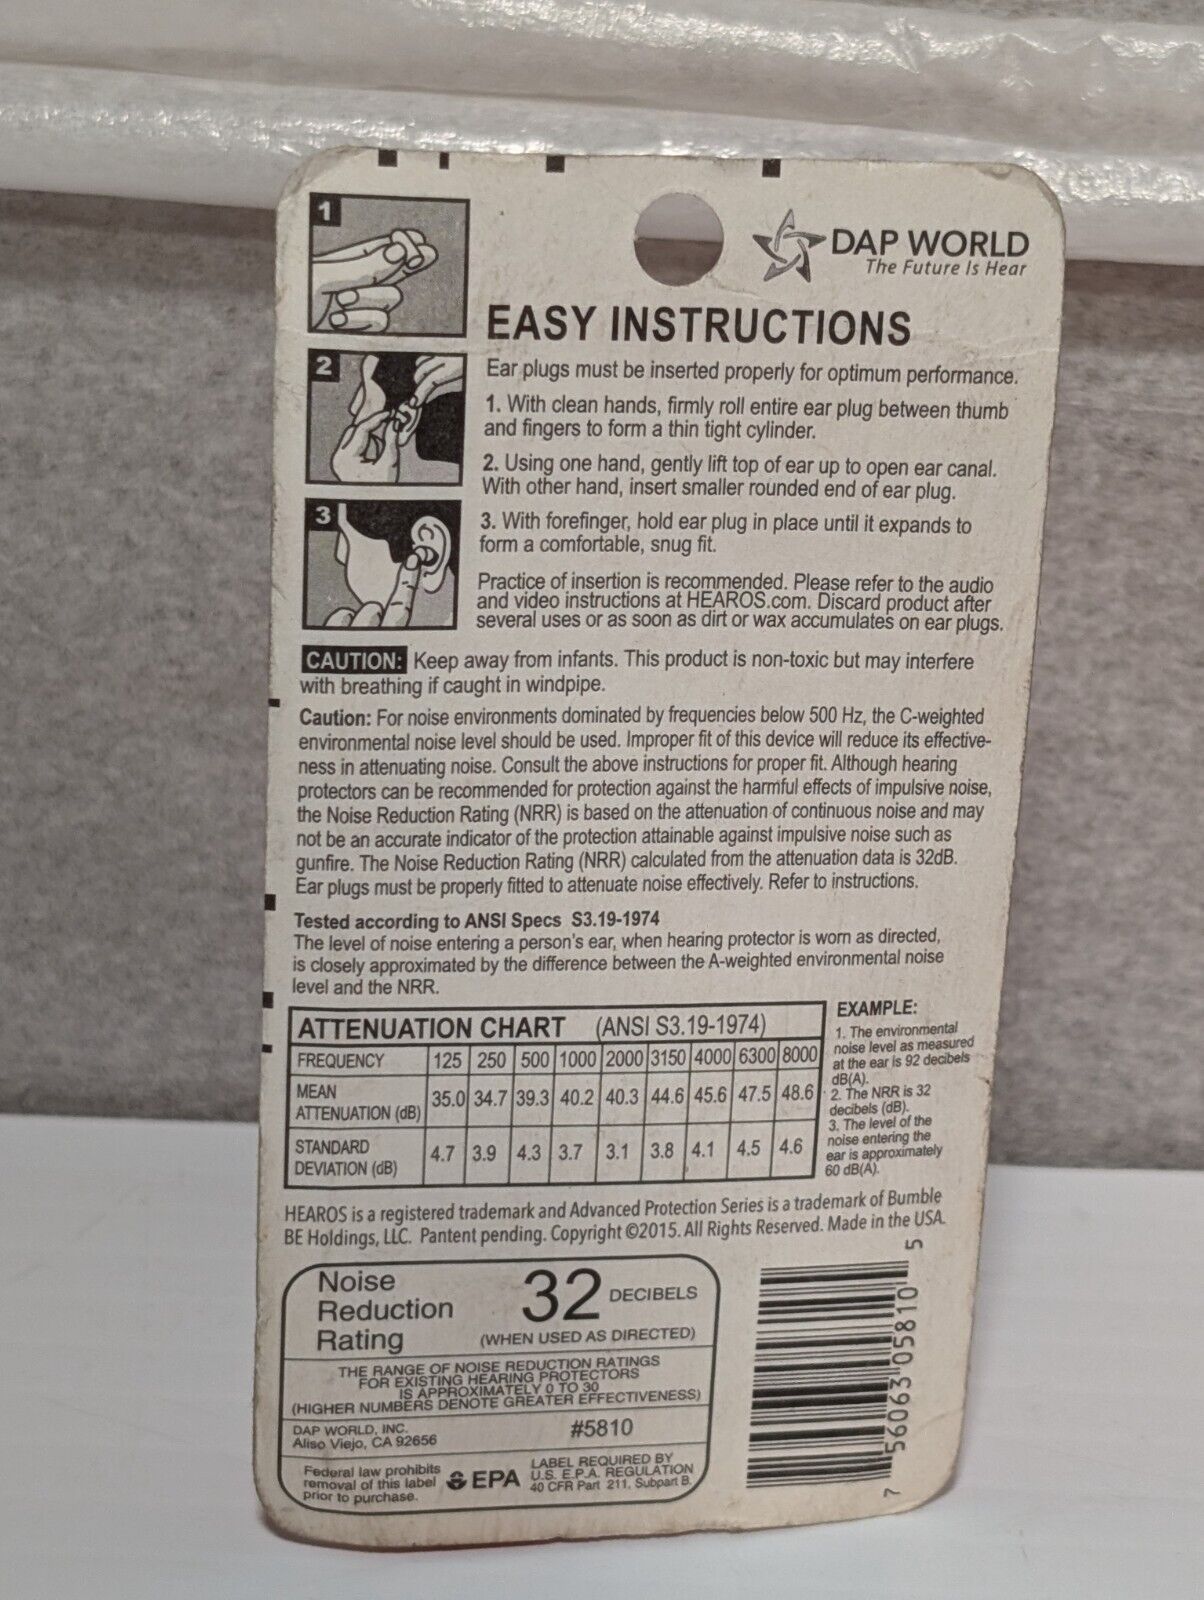 1
DAP WORLD
The Future Is Hear
EASY INSTRUCTIONS
2
Ear plugs must be inserted properly for optimum performance.
1. With clean hands, firmly roll entire ear plug between thumb
and fingers to form a thin tight cylinder.
2. Using one hand, gently lift top of ear up to open ear canal.
With other hand, insert smaller rounded end of ear plug.
3
3. With forefinger, hold ear plug in place until it expands to
form a comfortable, snug fit.
Practice of insertion is recommended. Please refer to the audio
and video instructions at HEAROS.com. Discard product after
several uses or as soon as dirt or wax accumulates on ear plugs.
CAUTION: Keep away from infants. This product is non-toxic but may interfere
with breathing if caught in windpipe.
Caution: For noise environments dominated by frequencies below 500 Hz, the C-weighted
environmental noise level should be used. Improper fit of this device will reduce its effective-
ness in attenuating noise. Consult the above instructions for proper fit. Although hearing
protectors can be recommended for protection against the harmful effects of impulsive noise,
the Noise Reduction Rating (NRR) is based on the attenuation of continuous noise and may
not be an accurate indicator of the protection attainable against impulsive noise such as
gunfire. The Noise Reduction Rating (NRR) calculated from the attenuation data is 32dB.
Ear plugs must be properly fitted to attenuate noise effectively. Refer to instructions.
Tested according to ANSI Specs S3.19-1974
The level of noise entering a person's ear, when hearing protector is worn as directed,
is closely approximated by the difference between the A-weighted environmental noise
level and the NRR.
ATTENUATION CHART (ANSI S3.19-1974)
FREQUENCY 125 250 500 1000 2000 3150 4000 6300 8000
MEAN
ATTENUATION (dB) 35.0 34.7 39.3 40.2 40.3 44.6 45.6 47.5 48.6
STANDARD
DEVIATION (dB) 4.7 3.9 4.3 3.7 3.1 3.8 4.1 4.5 4.6
EXAMPLE:
1. The environmental
noise level as measured
at the ear is 92 decibels
dB(A).
2. The NRR is 32
decibels (dB).
3. The level of the
noise entering the
ear is approximately
60 dB(A).
HEAROS is a registered trademark and Advanced Protection Series is a trademark of Bumble
BE Holdings, LLC. Pantent pending. Copyright ©2015. All Rights Reserved. Made in the USA.
Noise
Reduction
Rating
32 DECIBELS
(WHEN USED AS DIRECTED)
THE RANGE OF NOISE REDUCTION RATINGS
FOR EXISTING HEARING PROTECTORS
IS APPROXIMATELY 0 TO 30
(HIGHER NUMBERS DENOTE GREATER EFFECTIVENESS)
DAP WORLD, INC.
Aliso Viejo, CA 92656
#5810
Federal law prohibits
removal of this label
prior to purchase.
EPA
LABEL REQUIRED BY
U.S. E.P.A. REGULATION
40 CFR Part 211, Subpart B.
7 56063 05810 5